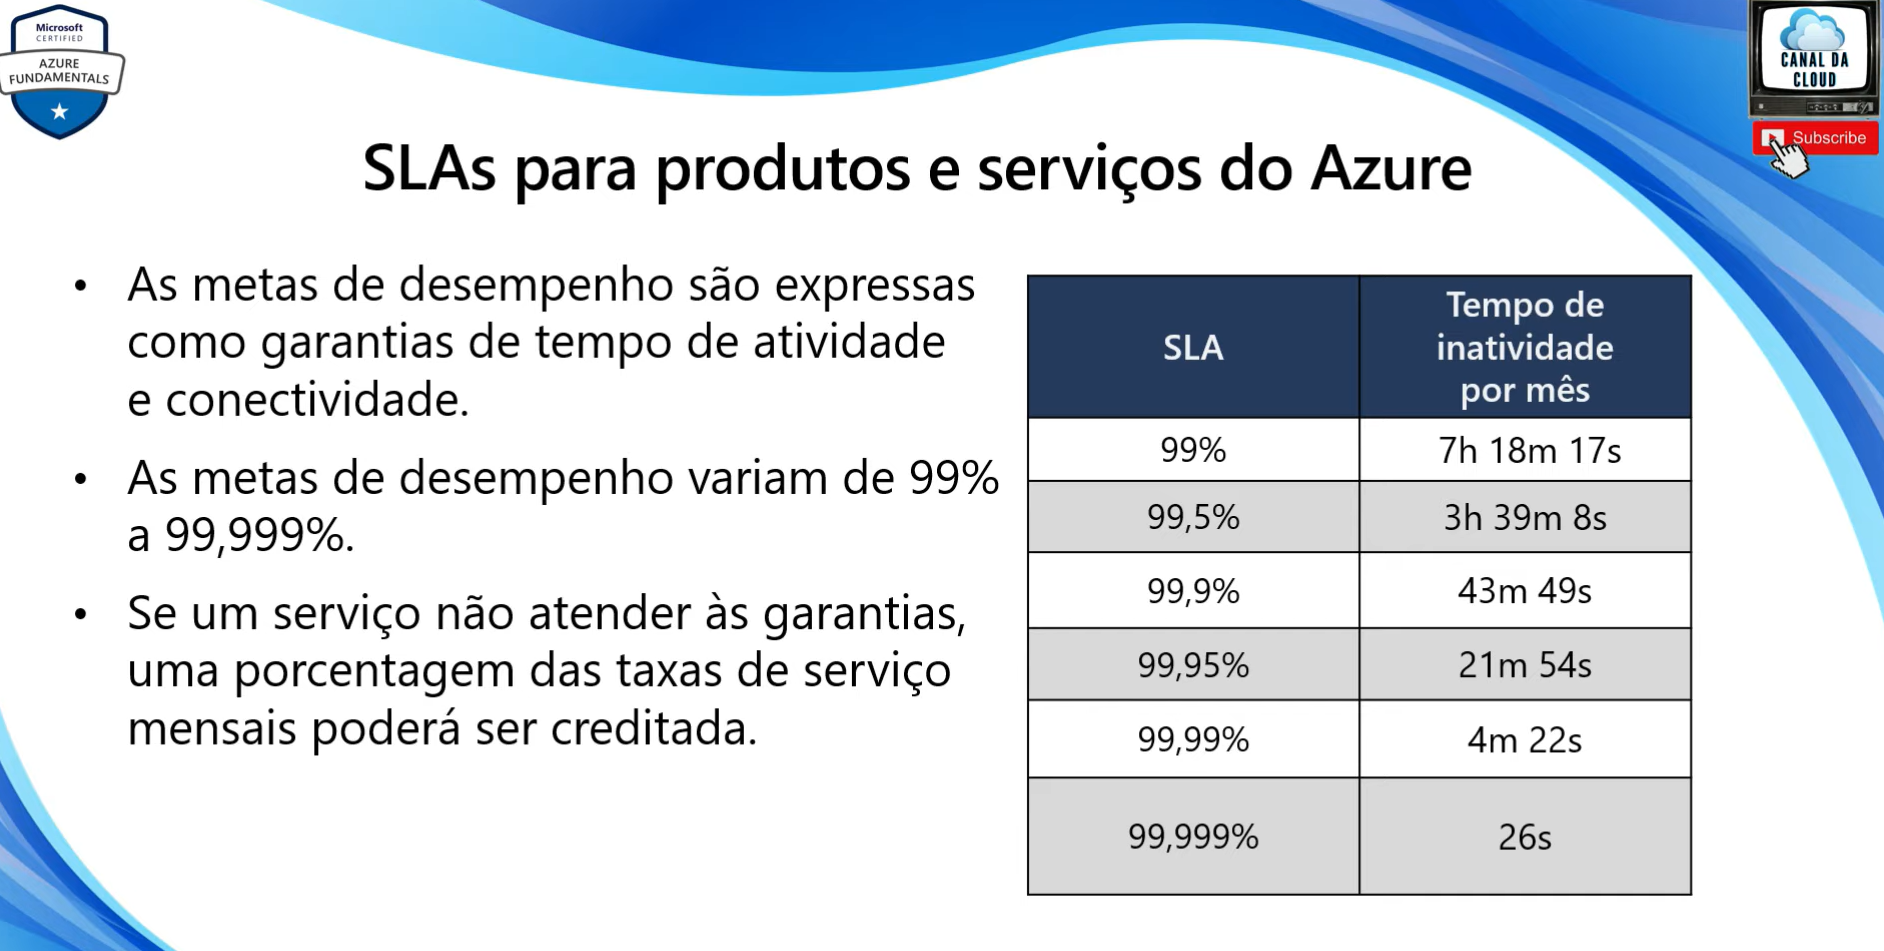 Microsoft
CERTIFIED
AZURE
FUNDAMENTALS
CANAL DA
CLOUD
Subscribe
SLAs para produtos e serviços do Azure
• As metas de desempenho são expressas
como garantias de tempo de atividade
e conectividade.
• As metas de desempenho variam de 99%
a 99,999%.
• Se um serviço não atender às garantias,
uma porcentagem das taxas de serviço
mensais poderá ser creditada.
SLA
Tempo de
inatividade
por mês
99% 7h 18m 17s
99,5% 3h 39m 8s
99,9% 43m 49s
99,95% 21m 54s
99,99% 4m 22s
99,999% 26s